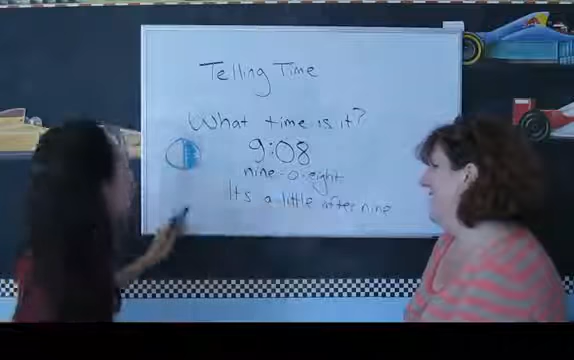 Telling Time
What time is it?
9:08
nine-o-eight
It's a little after nine